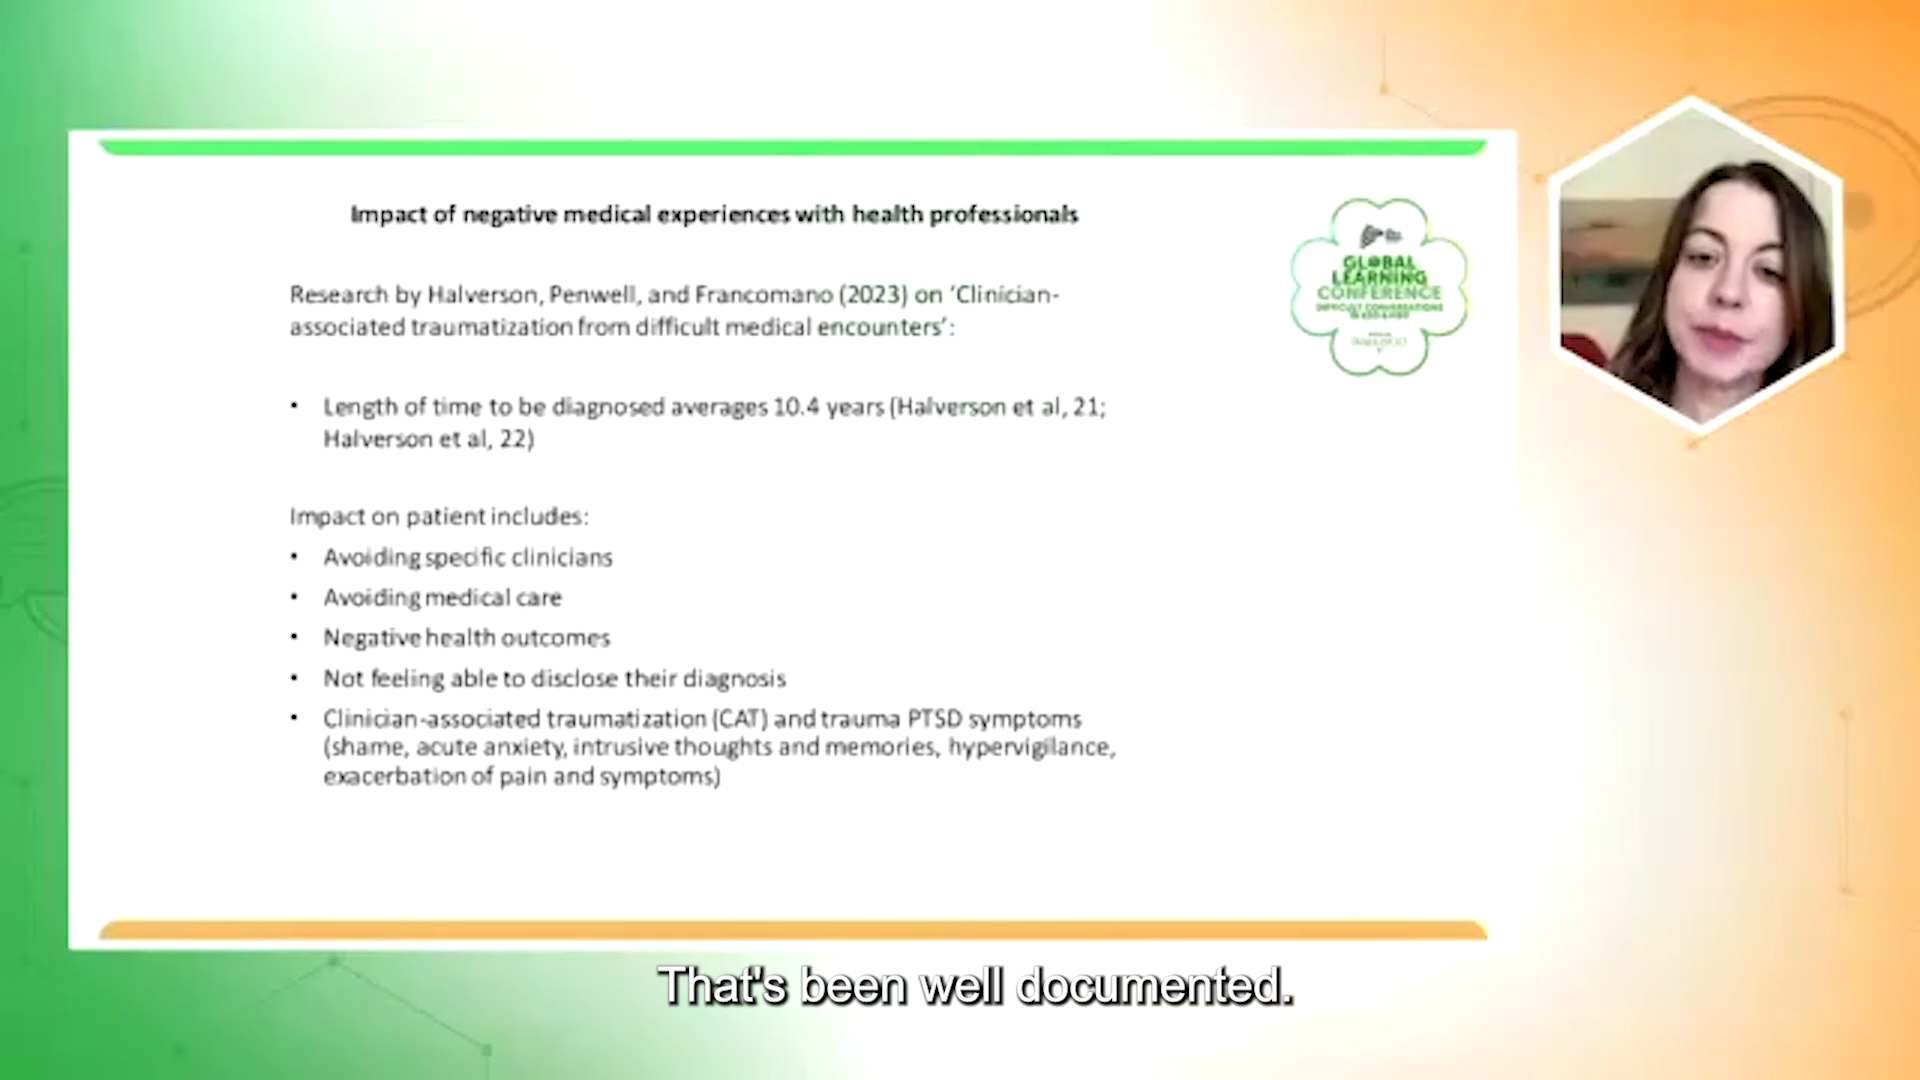 Impact of negative medical experiences with health professionals
Research by Halverson, Penwell, and Francomano (2023) on 'Clinician-
associated traumatization from difficult medical encounters':
• Length of time to be diagnosed averages 10.4 years (Halverson et al, 21;
Halverson et al, 22)
Impact on patient includes:
• Avoiding specific clinicians
• Avoiding medical care
• Negative health outcomes
• Not feeling able to disclose their diagnosis
• Clinician-associated traumatization (CAT) and trauma PTSD symptoms
(shame, acute anxiety, intrusive thoughts and memories, hypervigilance,
exacerbation of pain and symptoms)
GLOBAL
LEARNING
CONFERENCE
DIFFICULT CONVERSATIONS
That's been well documented.